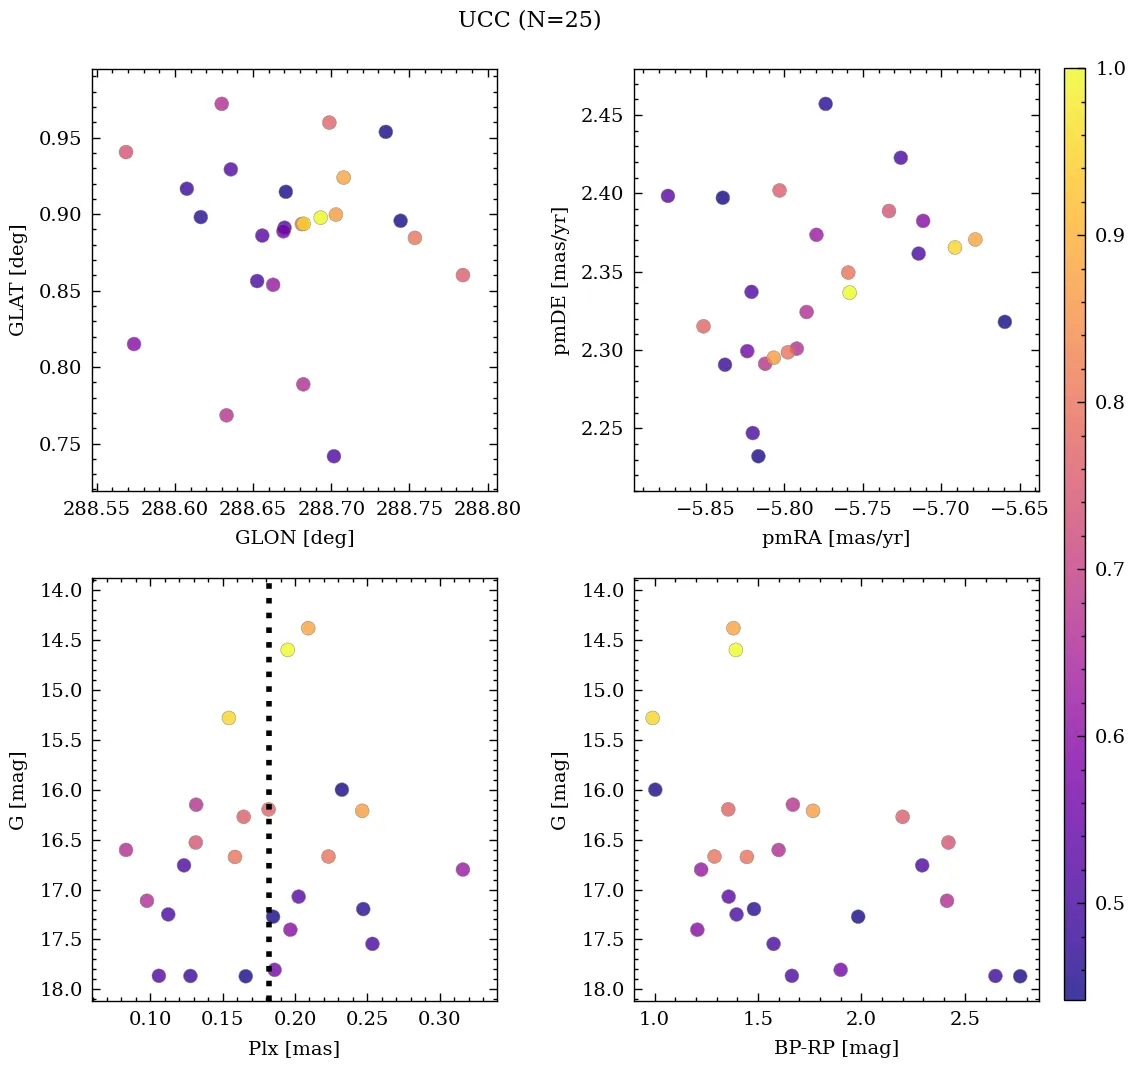 UCC (N=25)
0.95
0.90
0.85
0.80
0.75
GLAT [deg]
288.55 288.60 288.65 288.70 288.75 288.80
GLON [deg]
2.45
2.40
2.35
2.30
2.25
pmDE [mas/yr]
−5.85 −5.80 −5.75 −5.70 −5.65
pmRA [mas/yr]
14.0
14.5
15.0
15.5
16.0
16.5
17.0
17.5
18.0
G [mag]
0.10 0.15 0.20 0.25 0.30
Plx [mas]
14.0
14.5
15.0
15.5
16.0
16.5
17.0
17.5
18.0
G [mag]
1.0 1.5 2.0 2.5
BP-RP [mag]
1.0
0.9
0.8
0.7
0.6
0.5